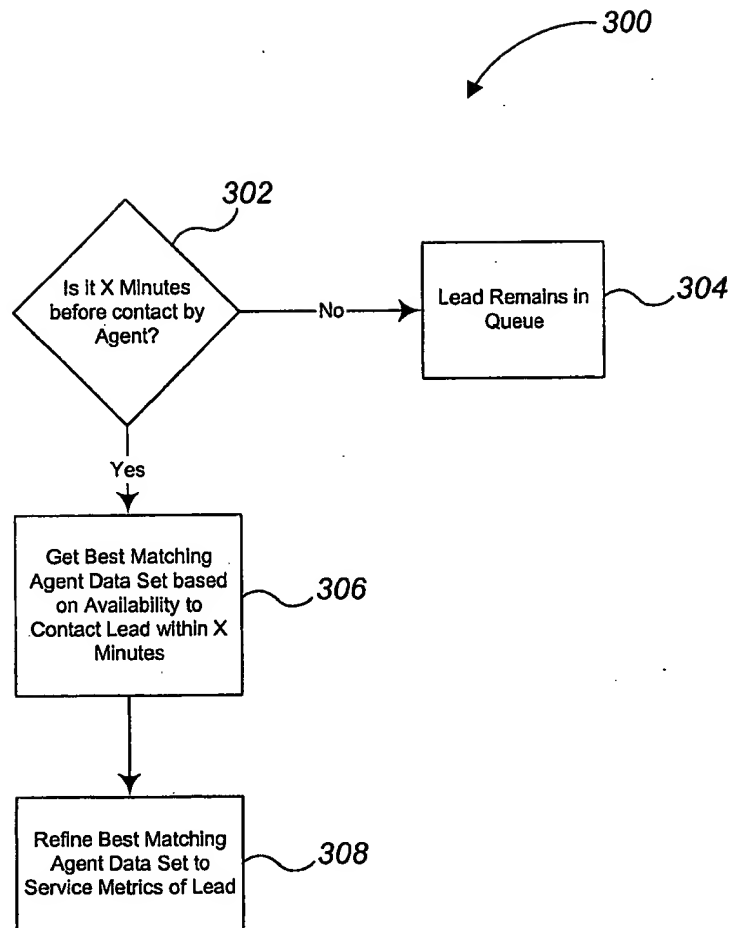 300
302
Is it X Minutes
before contact by
Agent?
No
Lead Remains in
Queue
304
Yes
Get Best Matching
Agent Data Set based
on Availability to
Contact Lead within X
Minutes
306
Refine Best Matching
Agent Data Set to
Service Metrics of Lead
308